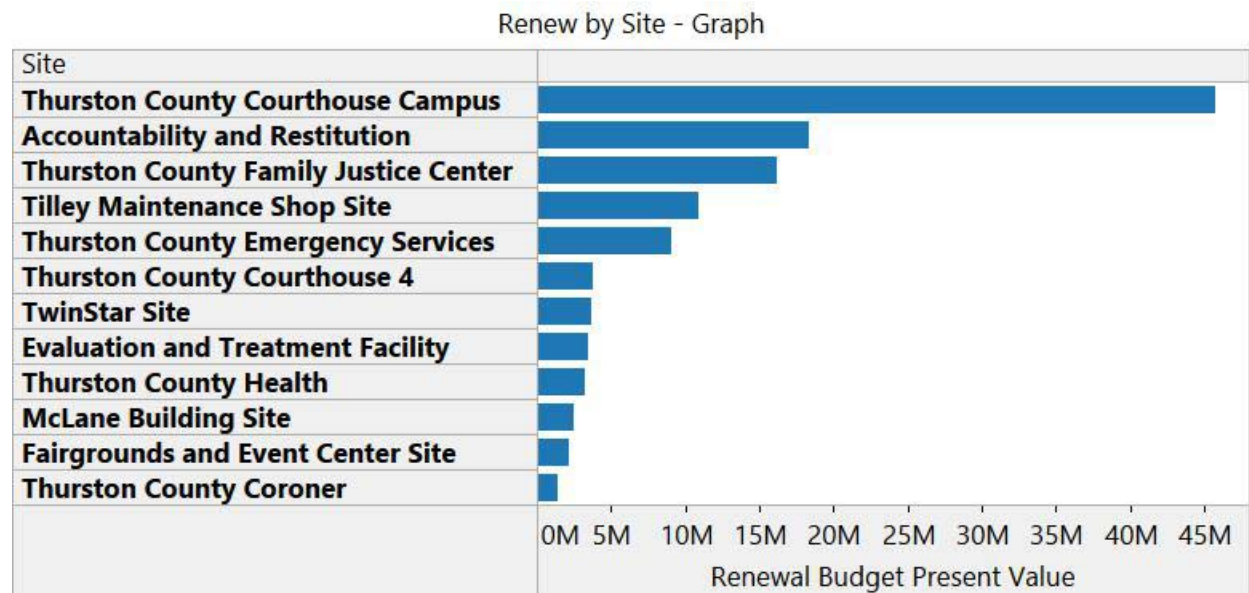 Renew by Site - Graph
Site
Thurston County Courthouse Campus
Accountability and Restitution
Thurston County Family Justice Center
Tilley Maintenance Shop Site
Thurston County Emergency Services
Thurston County Courthouse 4
TwinStar Site
Evaluation and Treatment Facility
Thurston County Health
McLane Building Site
Fairgrounds and Event Center Site
Thurston County Coroner
0M 5M 10M 15M 20M 25M 30M 35M 40M 45M
Renewal Budget Present Value